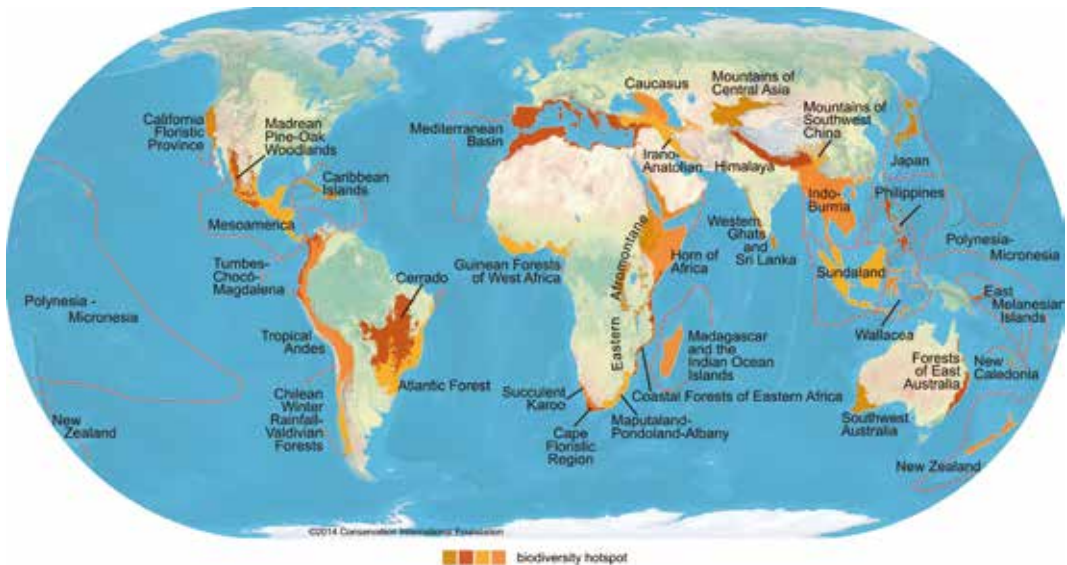 California
Floristic
Province
Madrean
Pine-Oak
Woodlands
Caribbean
Islands
Mesoamerica
Tumbes-
Chocó-
Magdalena
Polynesia -
Micronesia
Tropical
Andes
Cerrado
Atlantic Forest
Chilean
Winter
Rainfall-
Valdivian
Forests
New
Zealand
Mediterranean
Basin
Caucasus
Mountains of
Central Asia
Mountains of
Southwest
China
Irano-
Anatolian
Himalaya
Japan
Indo-
Burma
Philippines
Western
Ghats
and
Sri Lanka
Polynesia-
Micronesia
Guinean Forests
of West Africa
Eastern Afromontane
Horn of
Africa
Sundaland
East
Melanesian
Islands
Wallacea
Madagascar
and the
Indian Ocean
Islands
Coastal Forests of Eastern Africa
Succulent
Karoo
Cape
Floristic
Region
Maputaland-
Pondoland-Albany
Forests
of East
Australia
New
Caledonia
Southwest
Australia
New Zealand
©2014 Conservation International Foundation
biodiversity hotspot